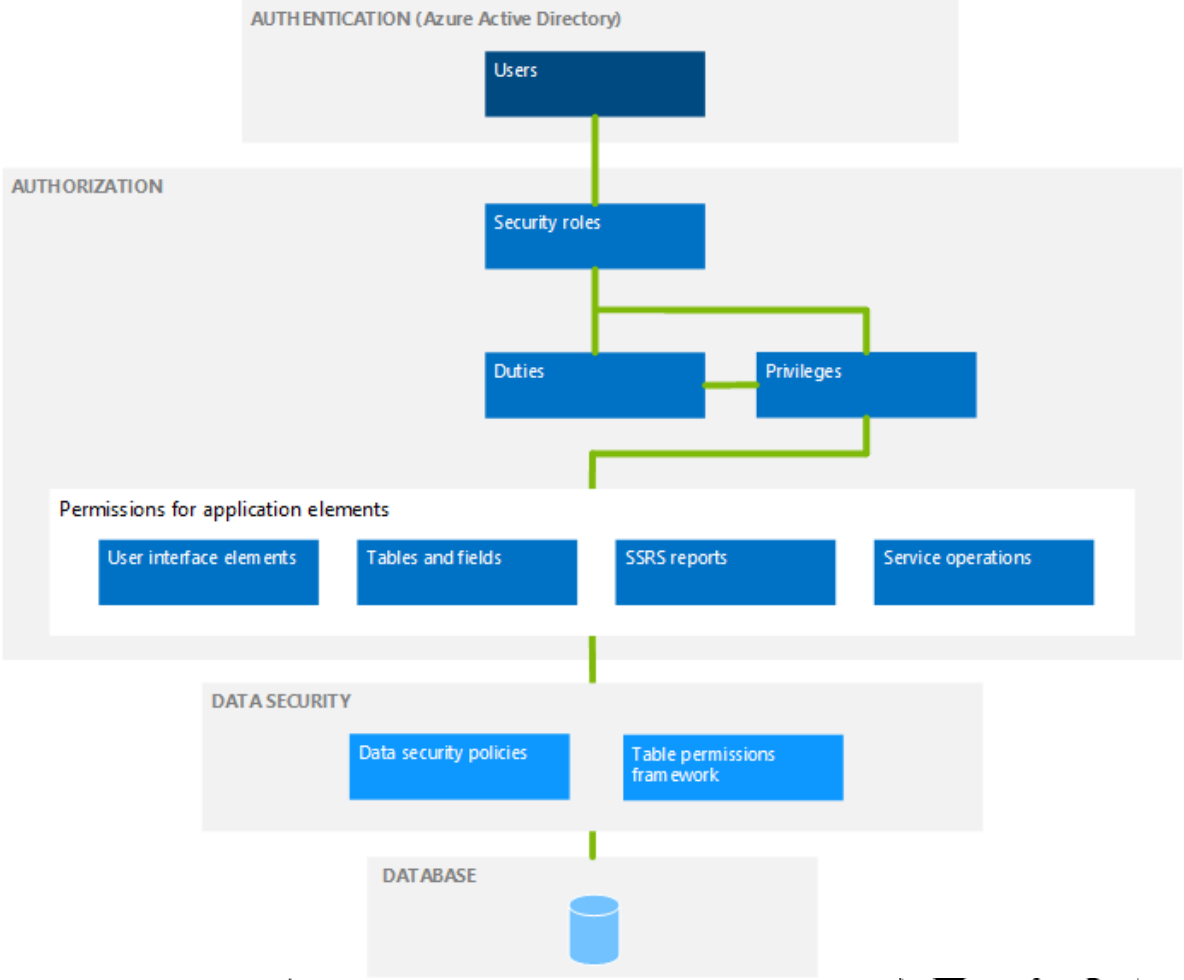 AUTHENTICATION (Azure Active Directory)
Users
AUTHORIZATION
Security roles
Duties
Privileges
Permissions for application elements
User interface elements
Tables and fields
SSRS reports
Service operations
DATA SECURITY
Data security policies
Table permissions
framework
DATABASE